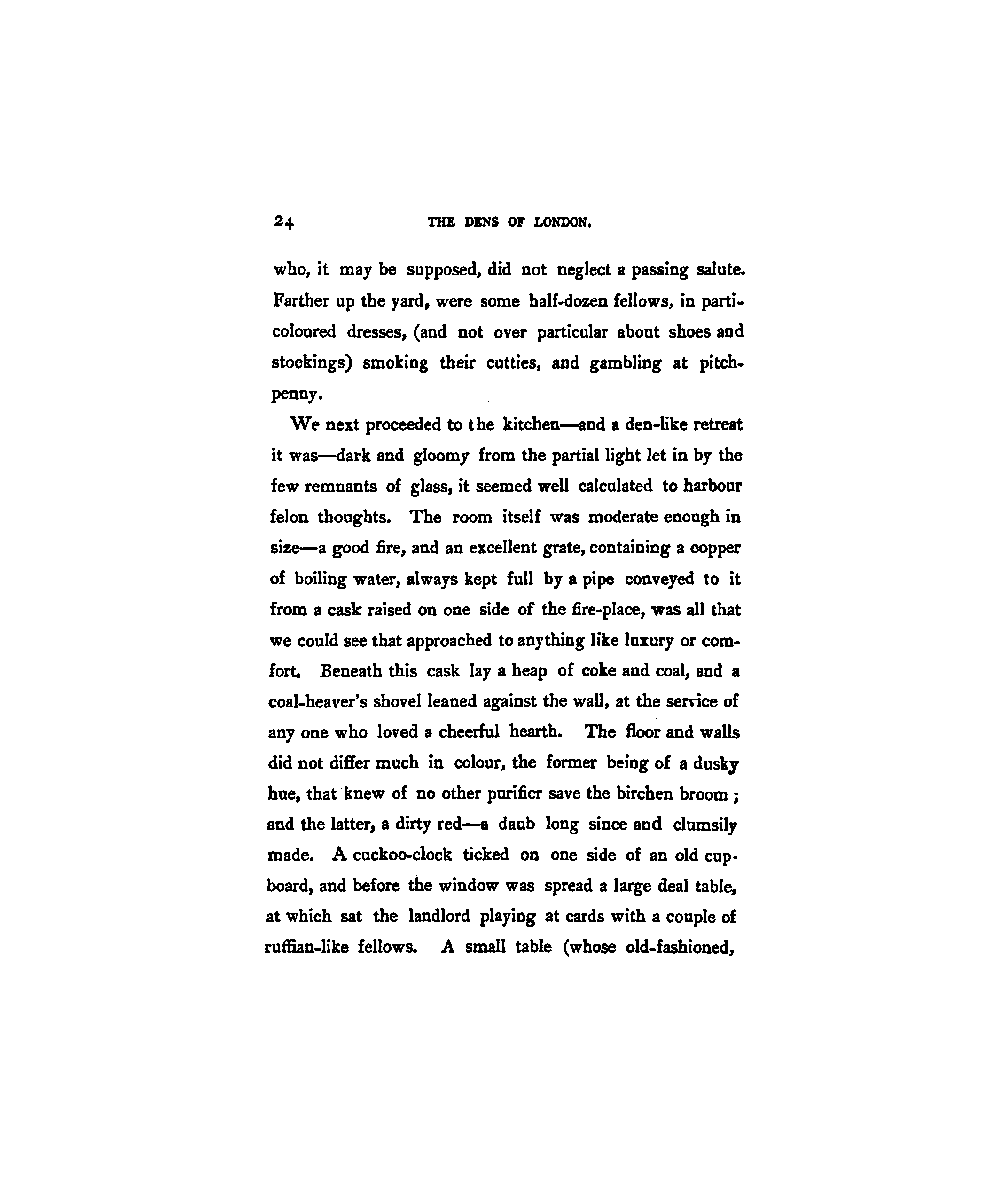 24 THE DENS OF LONDON.
who, it may be supposed, did not neglect a passing salute.
Farther up the yard, were some half-dozen fellows, in parti-
coloured dresses, (and not over particular about shoes and
stockings) smoking their cutties, and gambling at pitch-
penny.
We next proceeded to the kitchen—and a den-like retreat
it was—dark and gloomy from the partial light let in by the
few remnants of glass, it seemed well calculated to harbour
felon thoughts. The room itself was moderate enough in
size—a good fire, and an excellent grate, containing a copper
of boiling water, always kept full by a pipe conveyed to it
from a cask raised on one side of the fire-place, was all that
we could see that approached to anything like luxury or com-
fort. Beneath this cask lay a heap of coke and coal, and a
coal-heaver's shovel leaned against the wall, at the service of
any one who loved a cheerful hearth. The floor and walls
did not differ much in colour, the former being of a dusky
hue, that knew of no other purifier save the birchen broom ;
and the latter, a dirty red—a daub long since and clumsily
made. A cuckoo-clock ticked on one side of an old cup-
board, and before the window was spread a large deal table,
at which sat the landlord playing at cards with a couple of
ruffian-like fellows. A small table (whose old-fashioned,